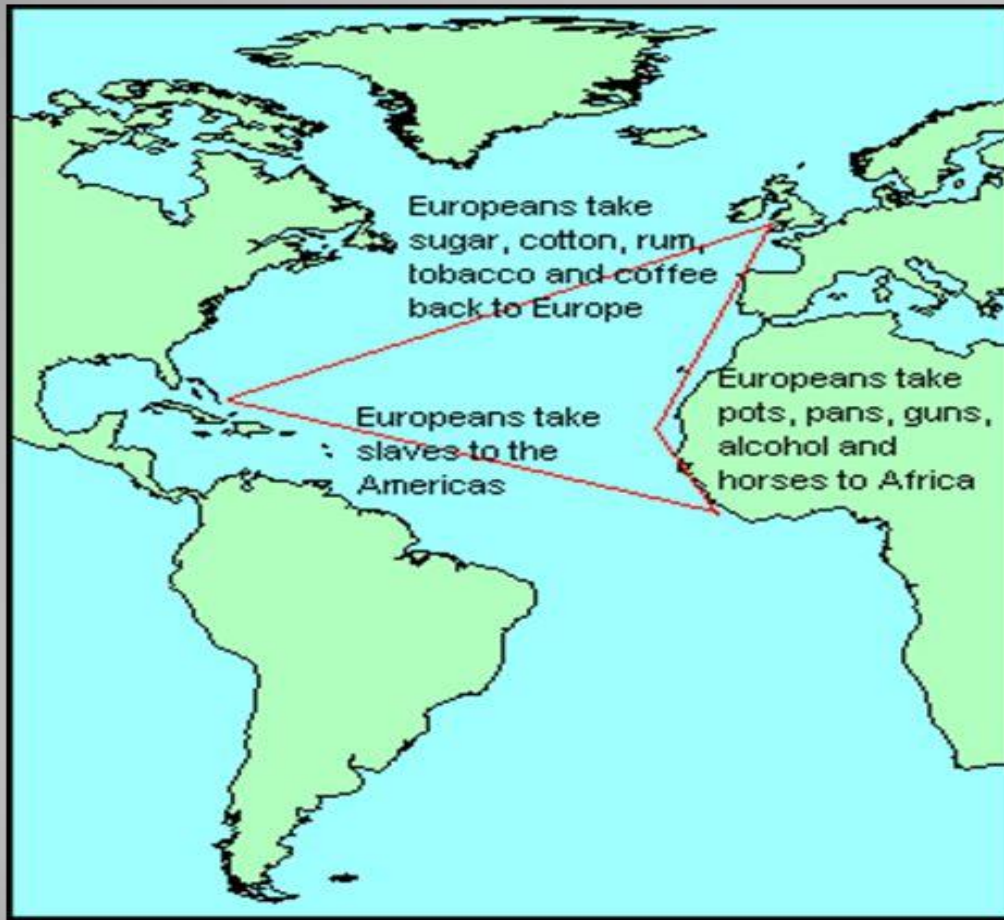 Europeans take
sugar, cotton, rum,
tobacco and coffee
back to Europe
Europeans take
slaves to the
Americas
Europeans take
pots, pans, guns,
alcohol and
horses to Africa